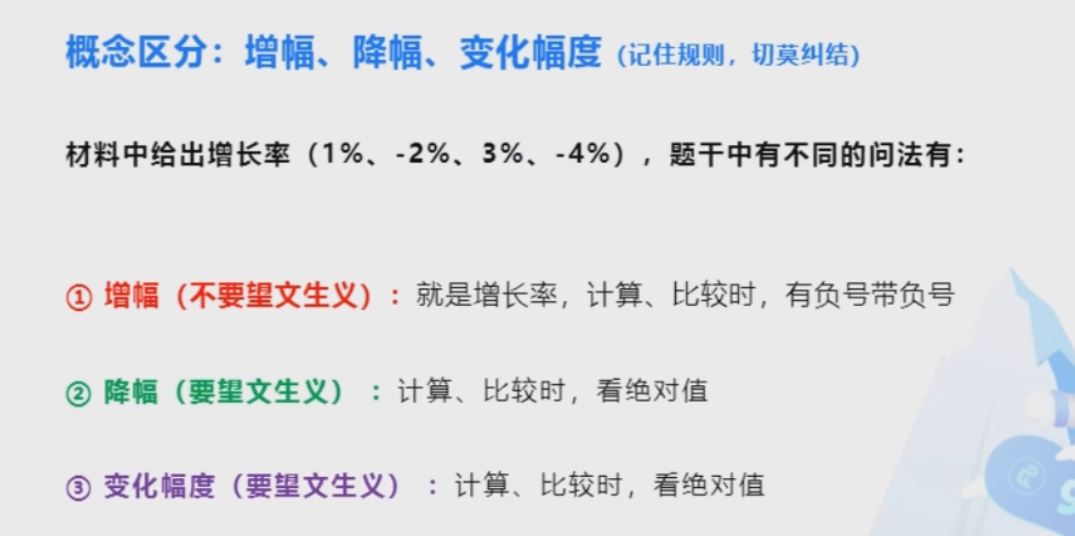 概念区分：增幅、降幅、变化幅度 (记住规则，切莫纠结)
材料中给出增长率（1%、-2%、3%、-4%），题干中有不同的问法有：
① 增幅（不要望文生义）：就是增长率，计算、比较时，有负号带负号
② 降幅（要望文生义）：计算、比较时，看绝对值
③ 变化幅度（要望文生义）：计算、比较时，看绝对值